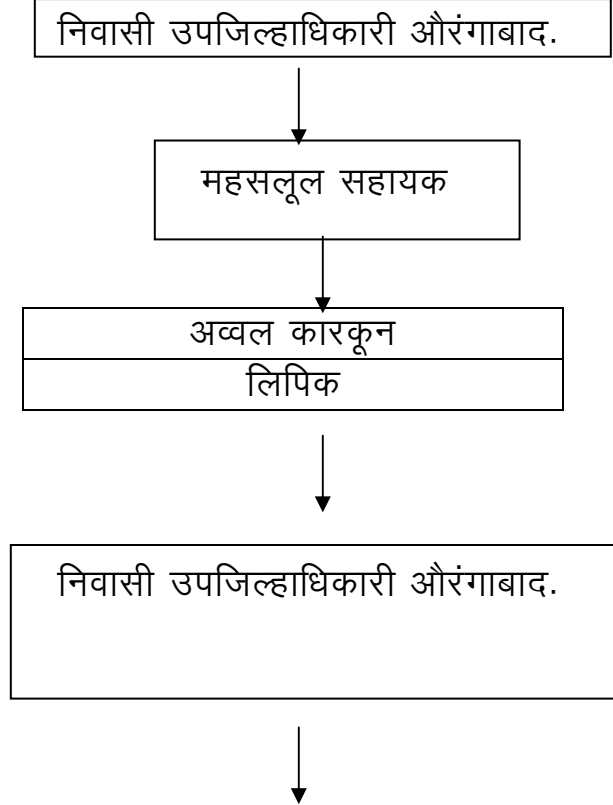 निवासी उपजिल्हाधिकारी औरंगाबाद.
महसलूल सहायक
अव्वल कारकून
लिपिक
निवासी उपजिल्हाधिकारी औरंगाबाद.